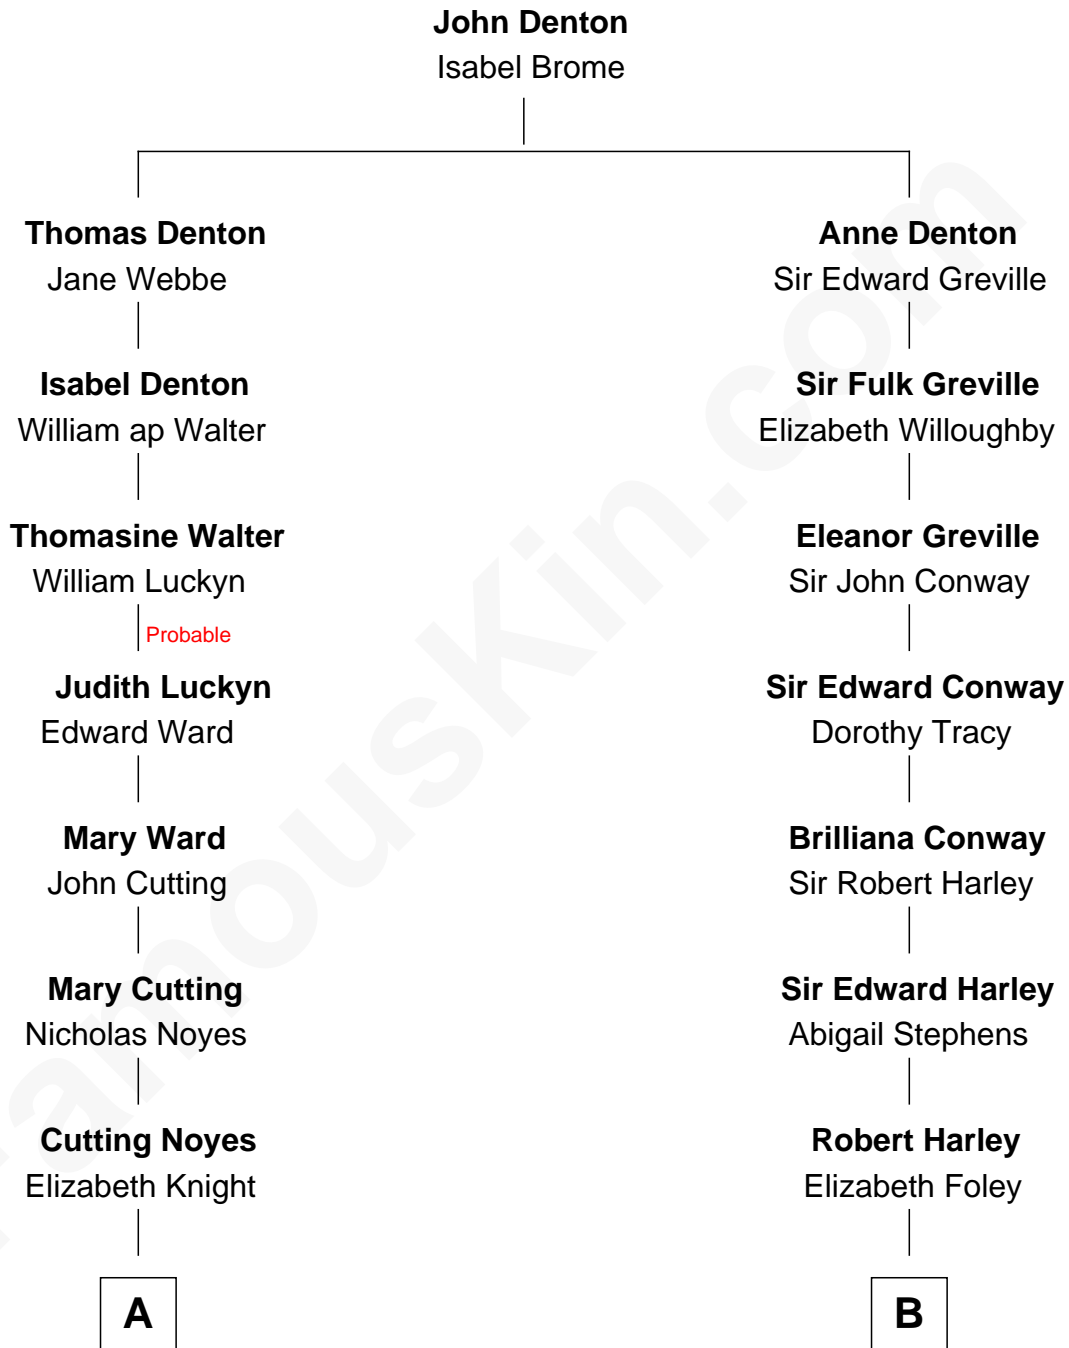 John Denton
Isabel Brome
Thomas Denton
Jane Webbe
Isabel Denton
William ap Walter
Thomasine Walter
William Luckyn
Probable
Judith Luckyn
Edward Ward
Mary Ward
John Cutting
Mary Cutting
Nicholas Noyes
Cutting Noyes
Elizabeth Knight
A
Anne Denton
Sir Edward Greville
Sir Fulk Greville
Elizabeth Willoughby
Eleanor Greville
Sir John Conway
Sir Edward Conway
Dorothy Tracy
Brilliana Conway
Sir Robert Harley
Sir Edward Harley
Abigail Stephens
Robert Harley
Elizabeth Foley
B
FamousKin.com